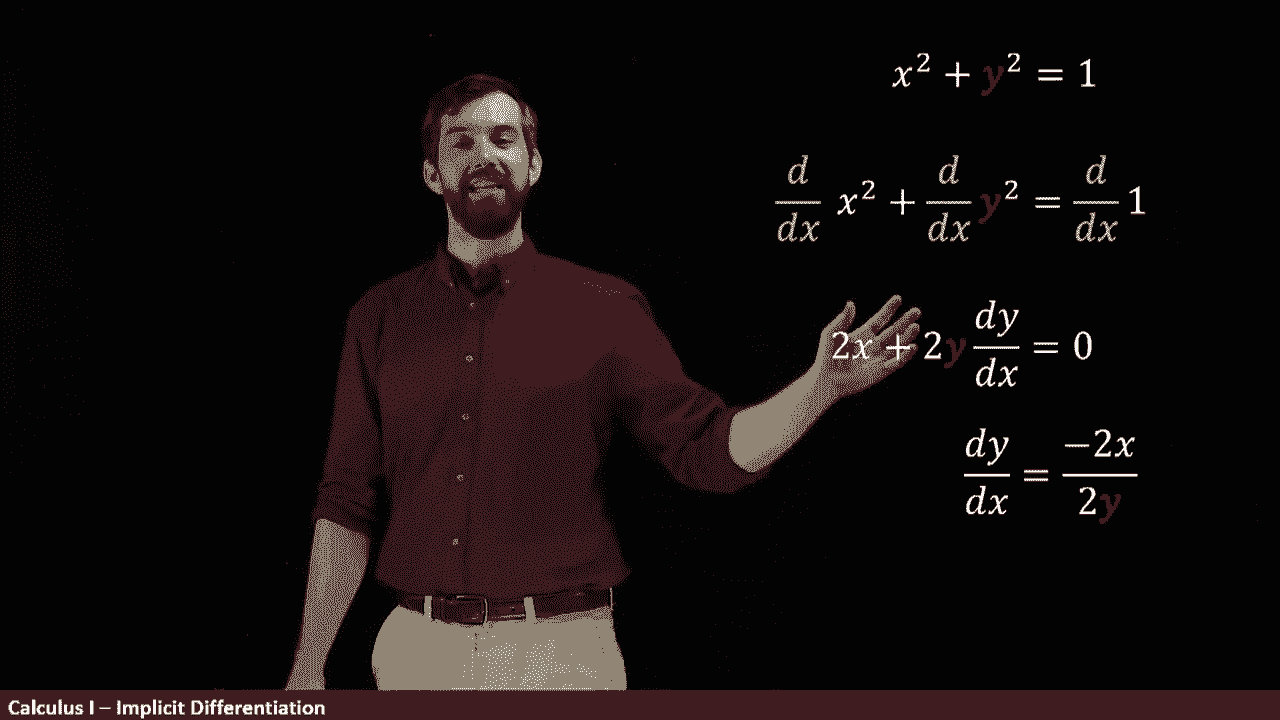 x² + y² = 1
d/dx x² + d/dx y² = d/dx 1
2x + 2y dy/dx = 0
dy/dx = −2x/2y
Calculus I – Implicit Differentiation